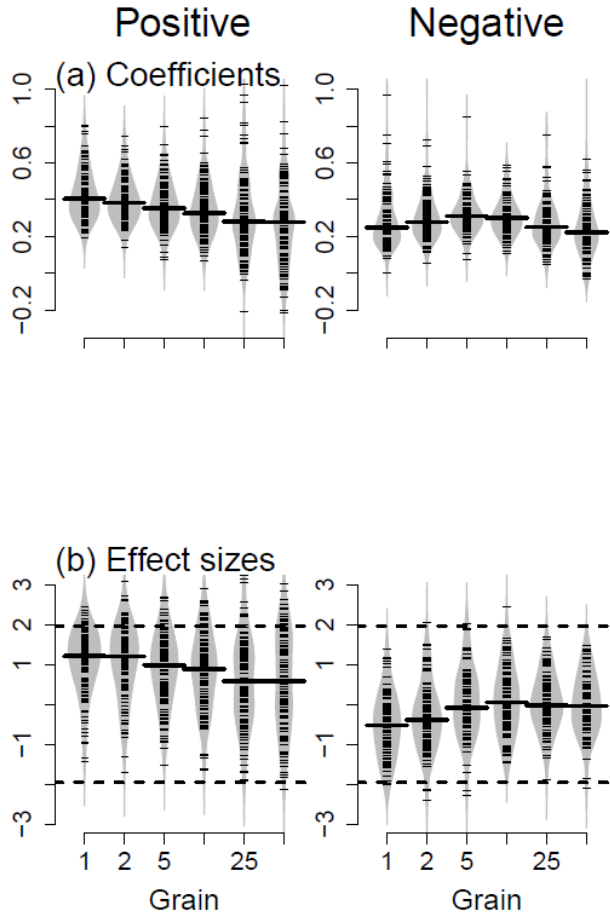 Positive Negative
(a) Coefficients
1.0 1.0
0.6 0.6
0.2 0.2
−0.2 −0.2
(b) Effect sizes
3 3
2 2
1 1
−1 −1
−3 −3
1 2 5 25 1 2 5 25
Grain Grain